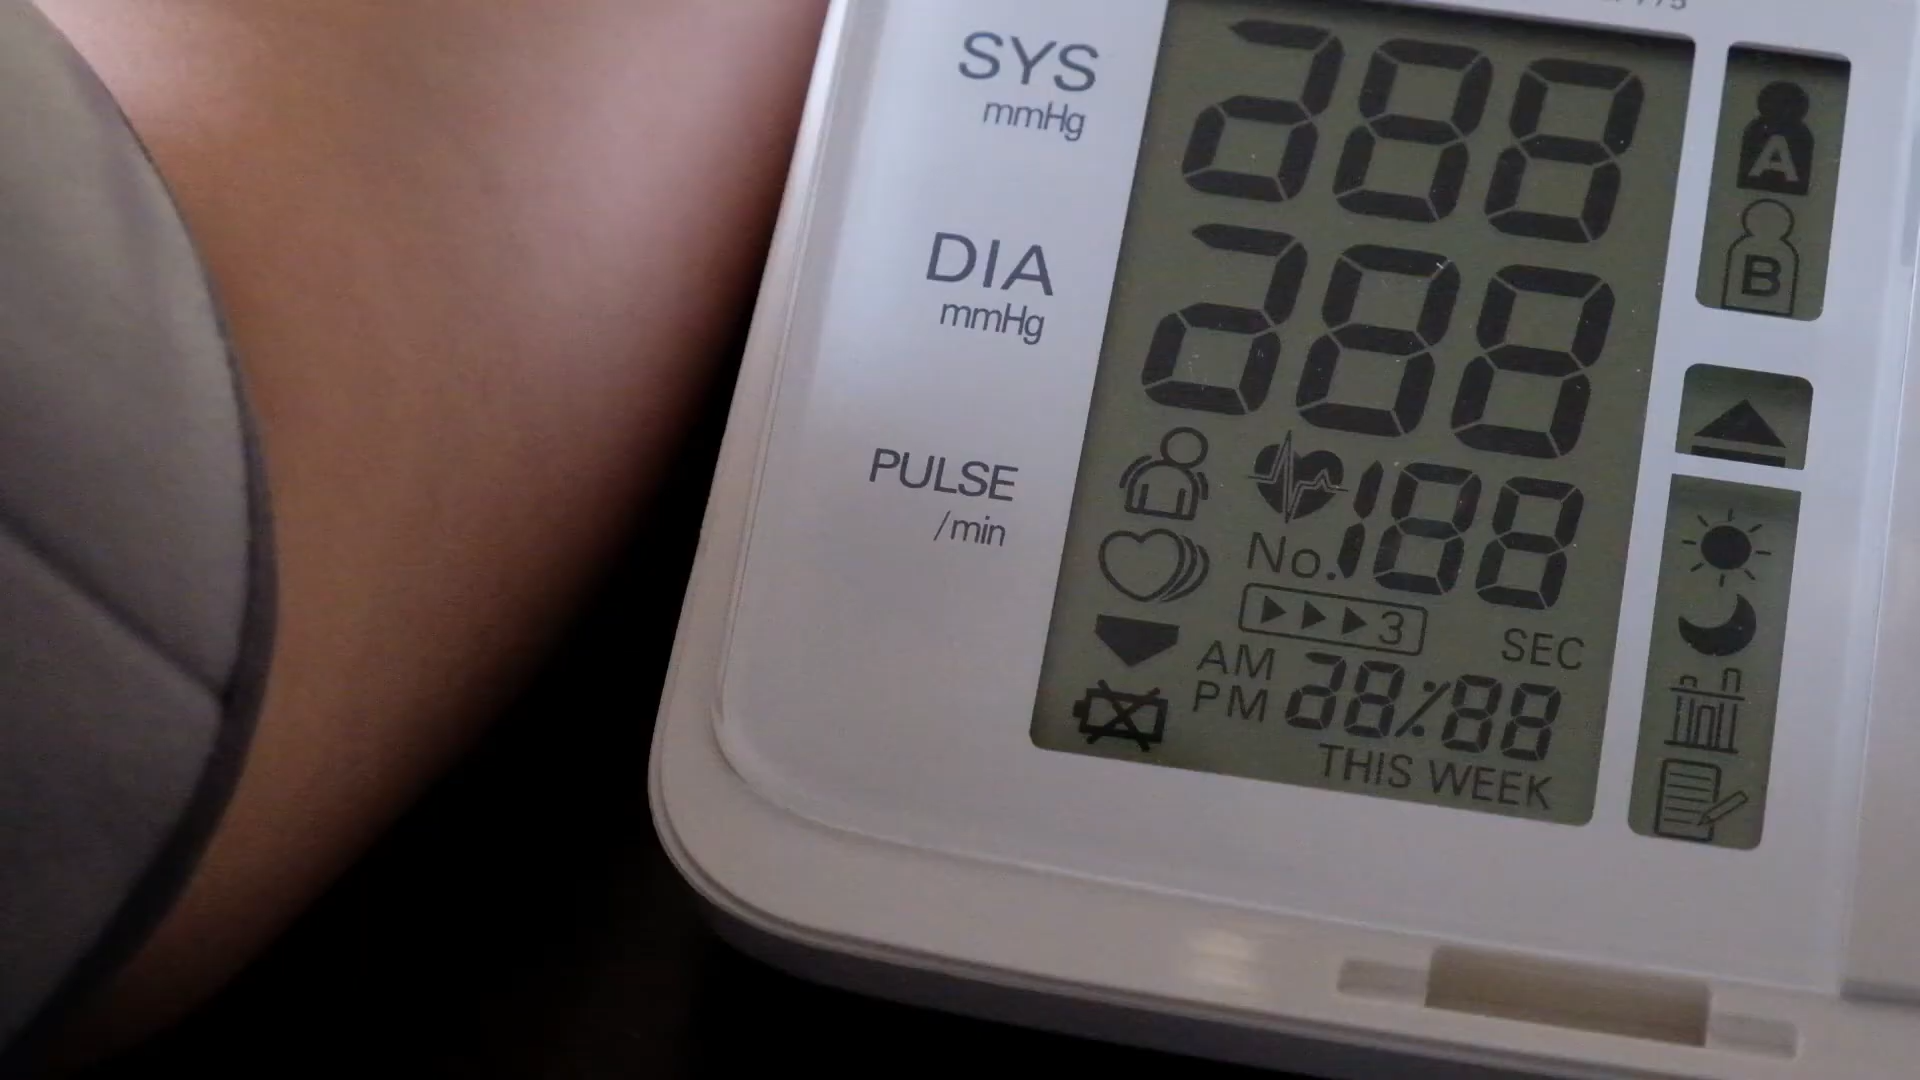 SYS
mmHg
288
A
B
DIA
mmHg
288
PULSE
/min
188
No.
3
SEC
AM
PM
28/88
THIS WEEK